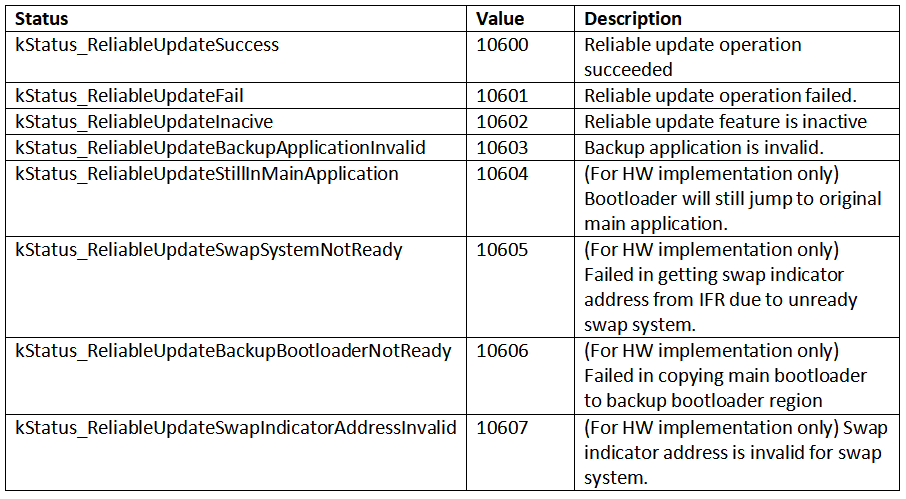 Status Value Description
kStatus_ReliableUpdateSuccess 10600 Reliable update operation
succeeded
kStatus_ReliableUpdateFail 10601 Reliable update operation failed.
kStatus_ReliableUpdateInacive 10602 Reliable update feature is inactive
kStatus_ReliableUpdateBackupApplicationInvalid 10603 Backup application is invalid.
kStatus_ReliableUpdateStillInMainApplication 10604 (For HW implementation only)
Bootloader will still jump to original
main application.
kStatus_ReliableUpdateSwapSystemNotReady 10605 (For HW implementation only)
Failed in getting swap indicator
address from IFR due to unready
swap system.
kStatus_ReliableUpdateBackupBootloaderNotReady 10606 (For HW implementation only)
Failed in copying main bootloader
to backup bootloader region
kStatus_ReliableUpdateSwapIndicatorAddressInvalid 10607 (For HW implementation only) Swap
indicator address is invalid for swap
system.